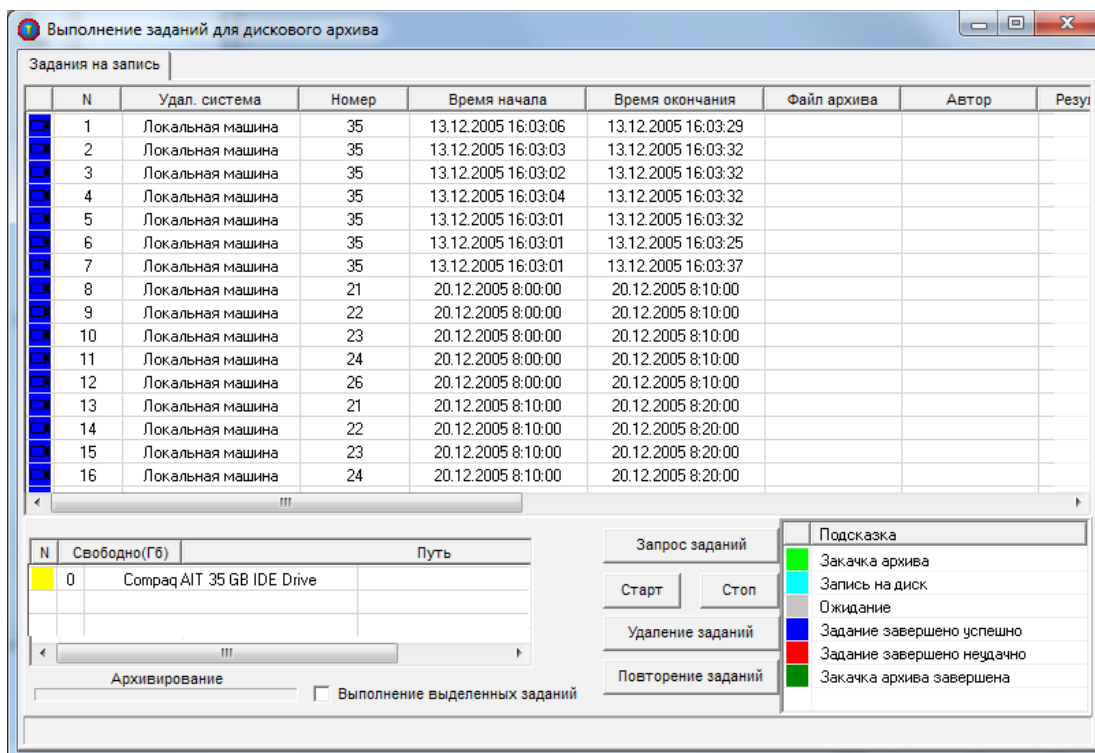 Выполнение заданий для дискового архива
Задания на запись
N Удал. система Номер Время начала Время окончания Файл архива Автор Резул
1 Локальная машина 35 13.12.2005 16:03:06 13.12.2005 16:03:29
2 Локальная машина 35 13.12.2005 16:03:03 13.12.2005 16:03:32
3 Локальная машина 35 13.12.2005 16:03:02 13.12.2005 16:03:32
4 Локальная машина 35 13.12.2005 16:03:04 13.12.2005 16:03:32
5 Локальная машина 35 13.12.2005 16:03:01 13.12.2005 16:03:32
6 Локальная машина 35 13.12.2005 16:03:01 13.12.2005 16:03:25
7 Локальная машина 35 13.12.2005 16:03:01 13.12.2005 16:03:37
8 Локальная машина 21 20.12.2005 8:00:00 20.12.2005 8:10:00
9 Локальная машина 22 20.12.2005 8:00:00 20.12.2005 8:10:00
10 Локальная машина 23 20.12.2005 8:00:00 20.12.2005 8:10:00
11 Локальная машина 24 20.12.2005 8:00:00 20.12.2005 8:10:00
12 Локальная машина 26 20.12.2005 8:00:00 20.12.2005 8:10:00
13 Локальная машина 21 20.12.2005 8:10:00 20.12.2005 8:20:00
14 Локальная машина 22 20.12.2005 8:10:00 20.12.2005 8:20:00
15 Локальная машина 23 20.12.2005 8:10:00 20.12.2005 8:20:00
16 Локальная машина 24 20.12.2005 8:10:00 20.12.2005 8:20:00
N Свободно(Гб) Путь
0 Compaq AIT 35 GB IDE Drive
Архивирование
Выполнение выделенных заданий
Запрос заданий
Старт Стоп
Удаление заданий
Повторение заданий
Подсказка
Закачка архива
Запись на диск
Ожидание
Задание завершено успешно
Задание завершено неудачно
Закачка архива завершена